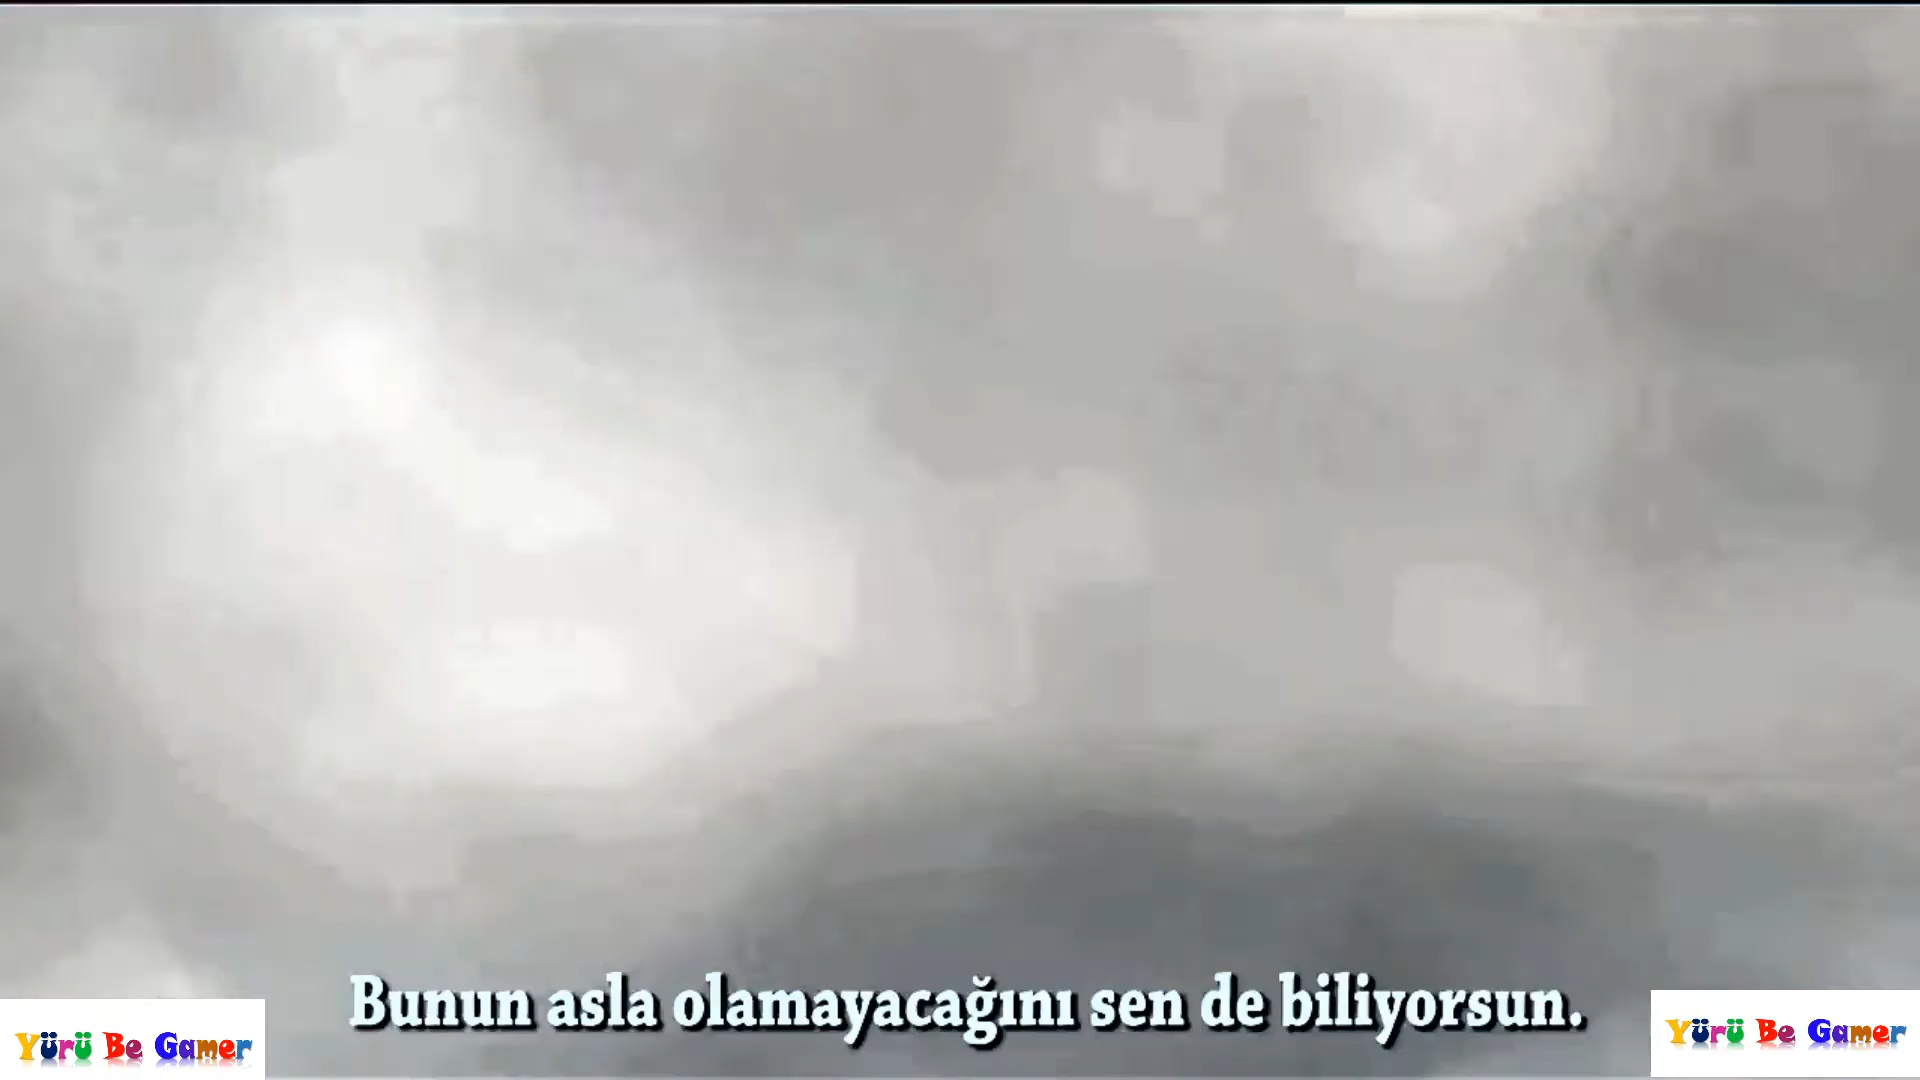 Bunun asla olamayacağını sen de biliyorsun.
Yürü Be Gamer
Yürü Be Gamer